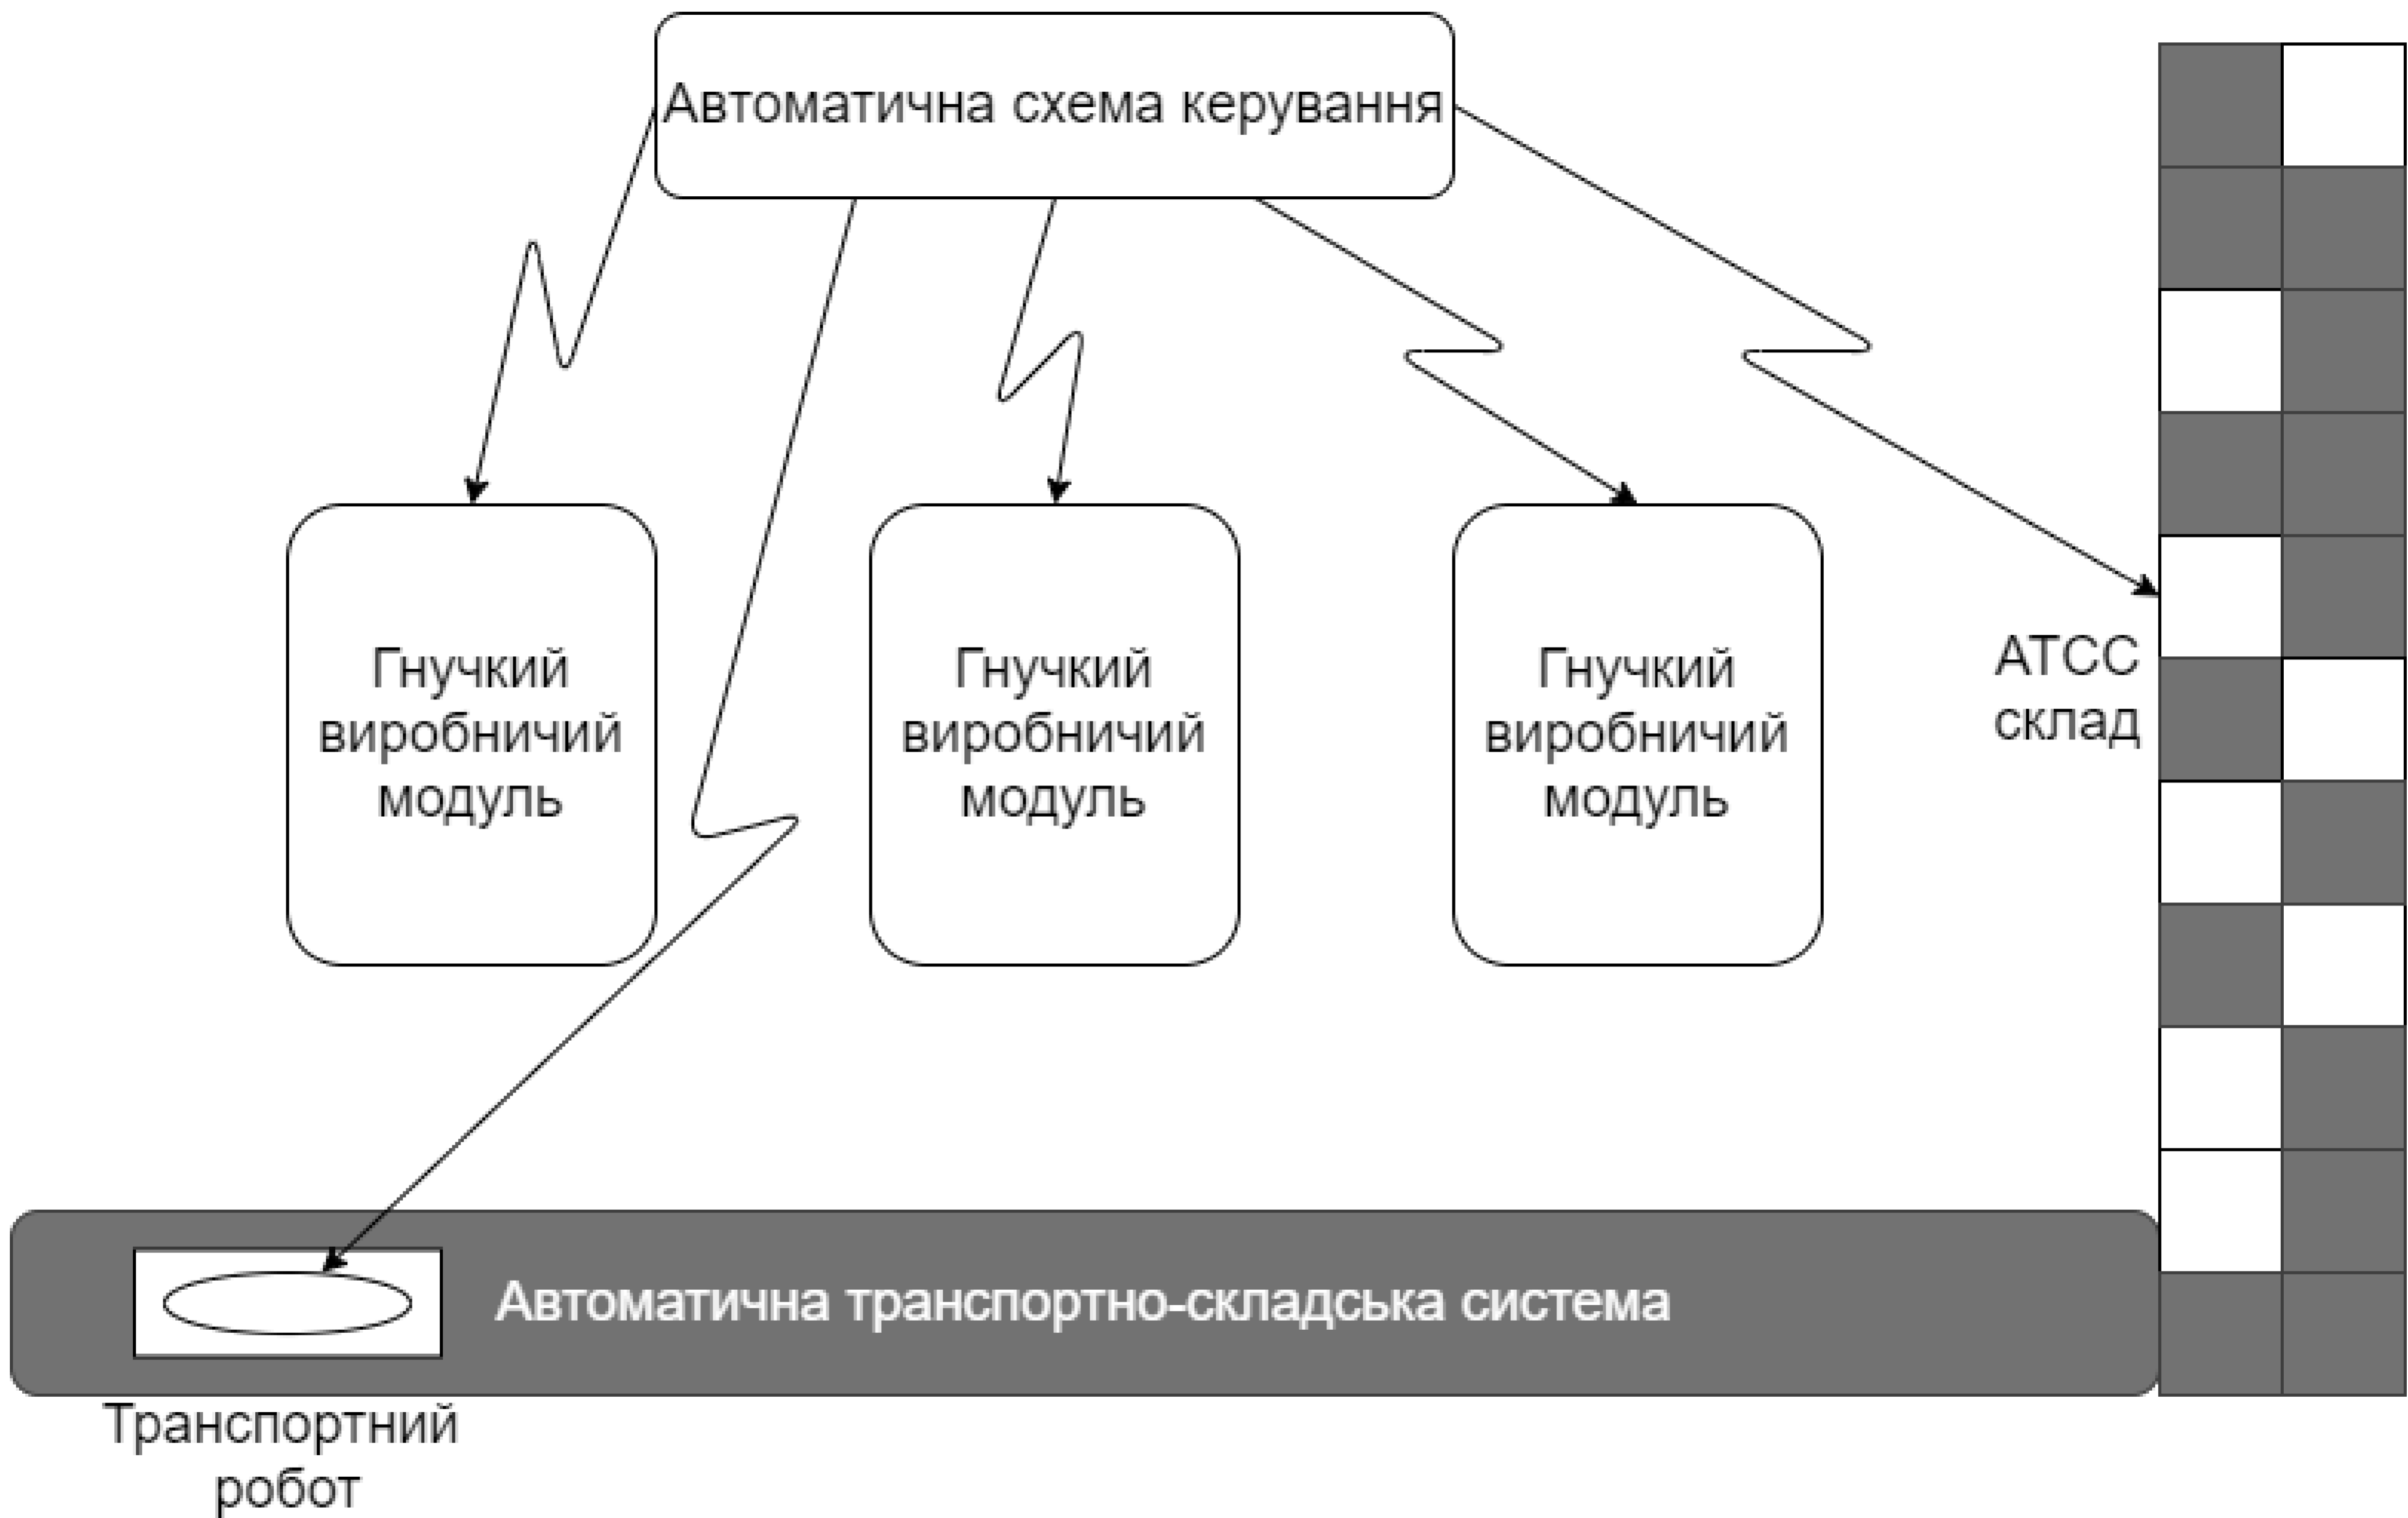 Автоматична схема керування
Гнучкий
виробничий
модуль
Гнучкий
виробничий
модуль
Гнучкий
виробничий
модуль
АТСС
склад
Автоматична транспортно-складська система
Транспортний
робот